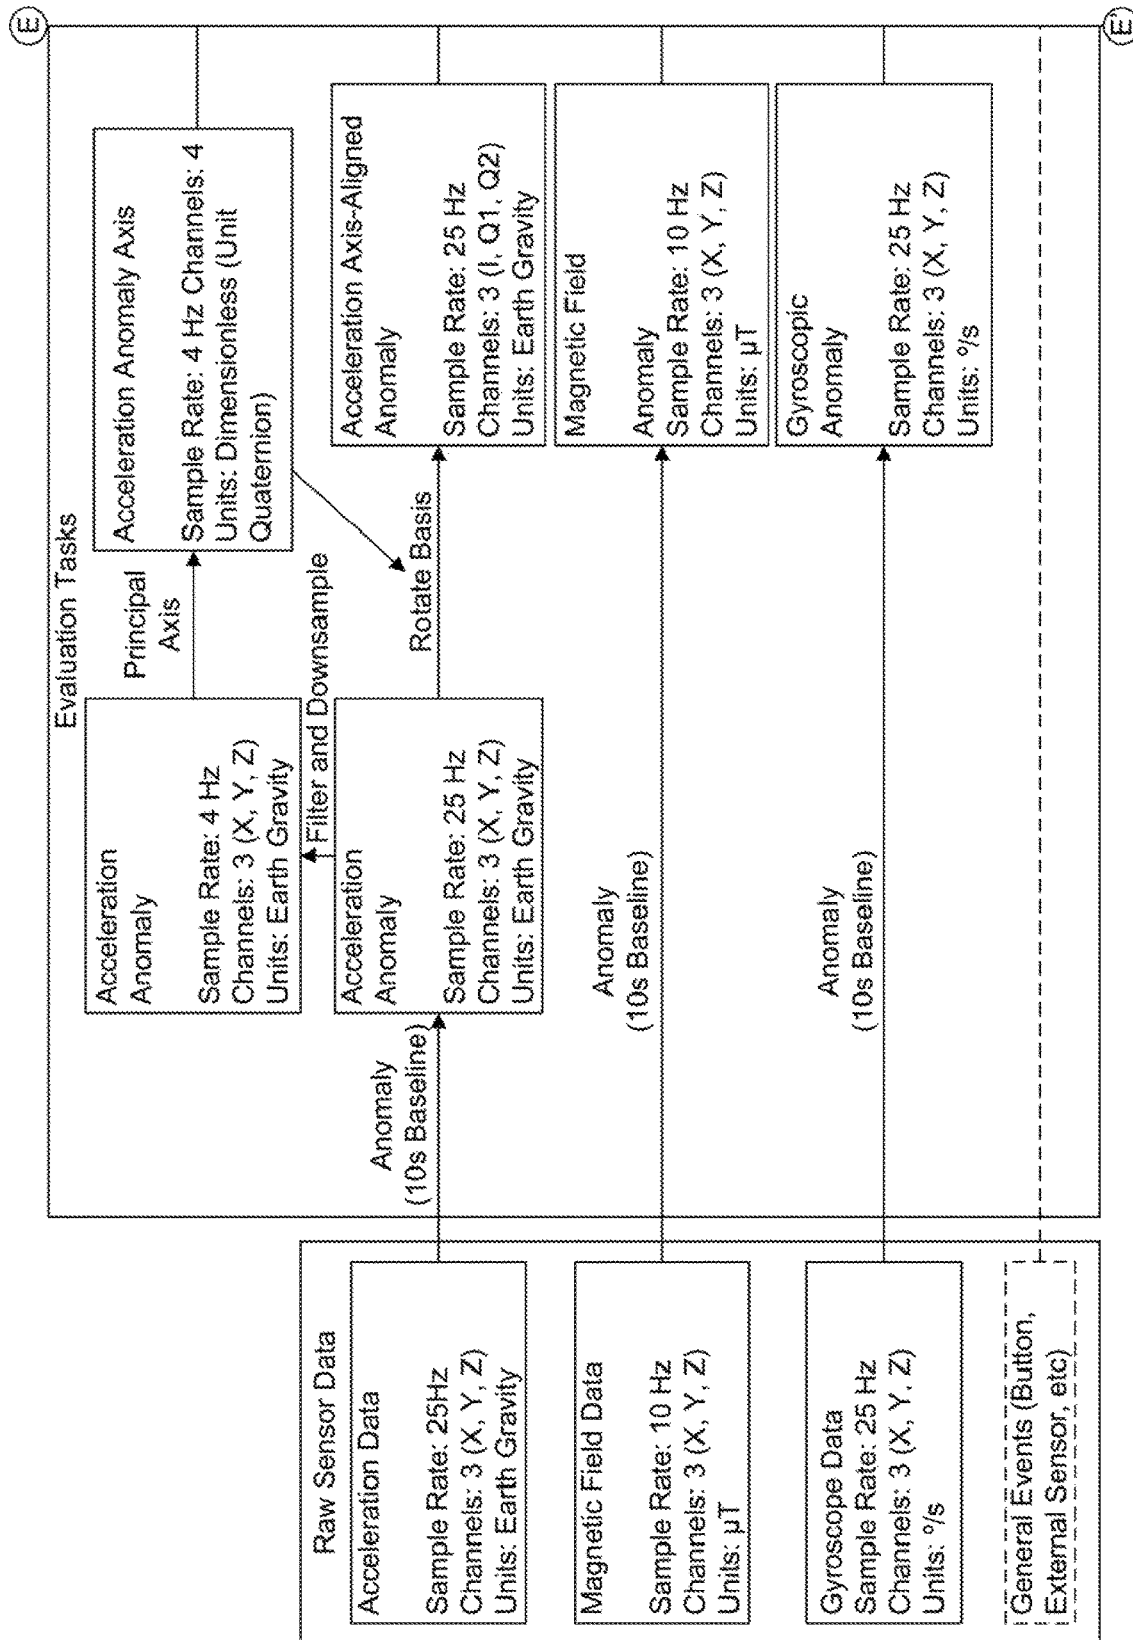 Raw Sensor Data
Acceleration Data
Sample Rate: 25Hz
Channels: 3 (X, Y, Z)
Units: Earth Gravity
Magnetic Field Data
Sample Rate: 10 Hz
Channels: 3 (X, Y, Z)
Units: µT
Gyroscope Data
Sample Rate: 25 Hz
Channels: 3 (X, Y, Z)
Units: º/s
General Events (Button,
External Sensor, etc)
Evaluation Tasks
Anomaly
(10s Baseline)
Acceleration
Anomaly
Sample Rate: 4 Hz
Channels: 3 (X, Y, Z)
Units: Earth Gravity
Filter and Downsample
Acceleration
Anomaly
Sample Rate: 25 Hz
Channels: 3 (X, Y, Z)
Units: Earth Gravity
Anomaly
(10s Baseline)
Anomaly
(10s Baseline)
Principal
Axis
Rotate Basis
Acceleration Anomaly Axis
Sample Rate: 4 Hz Channels: 4
Units: Dimensionless (Unit
Quaternion)
Acceleration Axis-Aligned
Anomaly
Sample Rate: 25 Hz
Channels: 3 (I, Q1, Q2)
Units: Earth Gravity
Magnetic Field
Anomaly
Sample Rate: 10 Hz
Channels: 3 (X, Y, Z)
Units: µT
Gyroscopic
Anomaly
Sample Rate: 25 Hz
Channels: 3 (X, Y, Z)
Units: º/s
E
E'